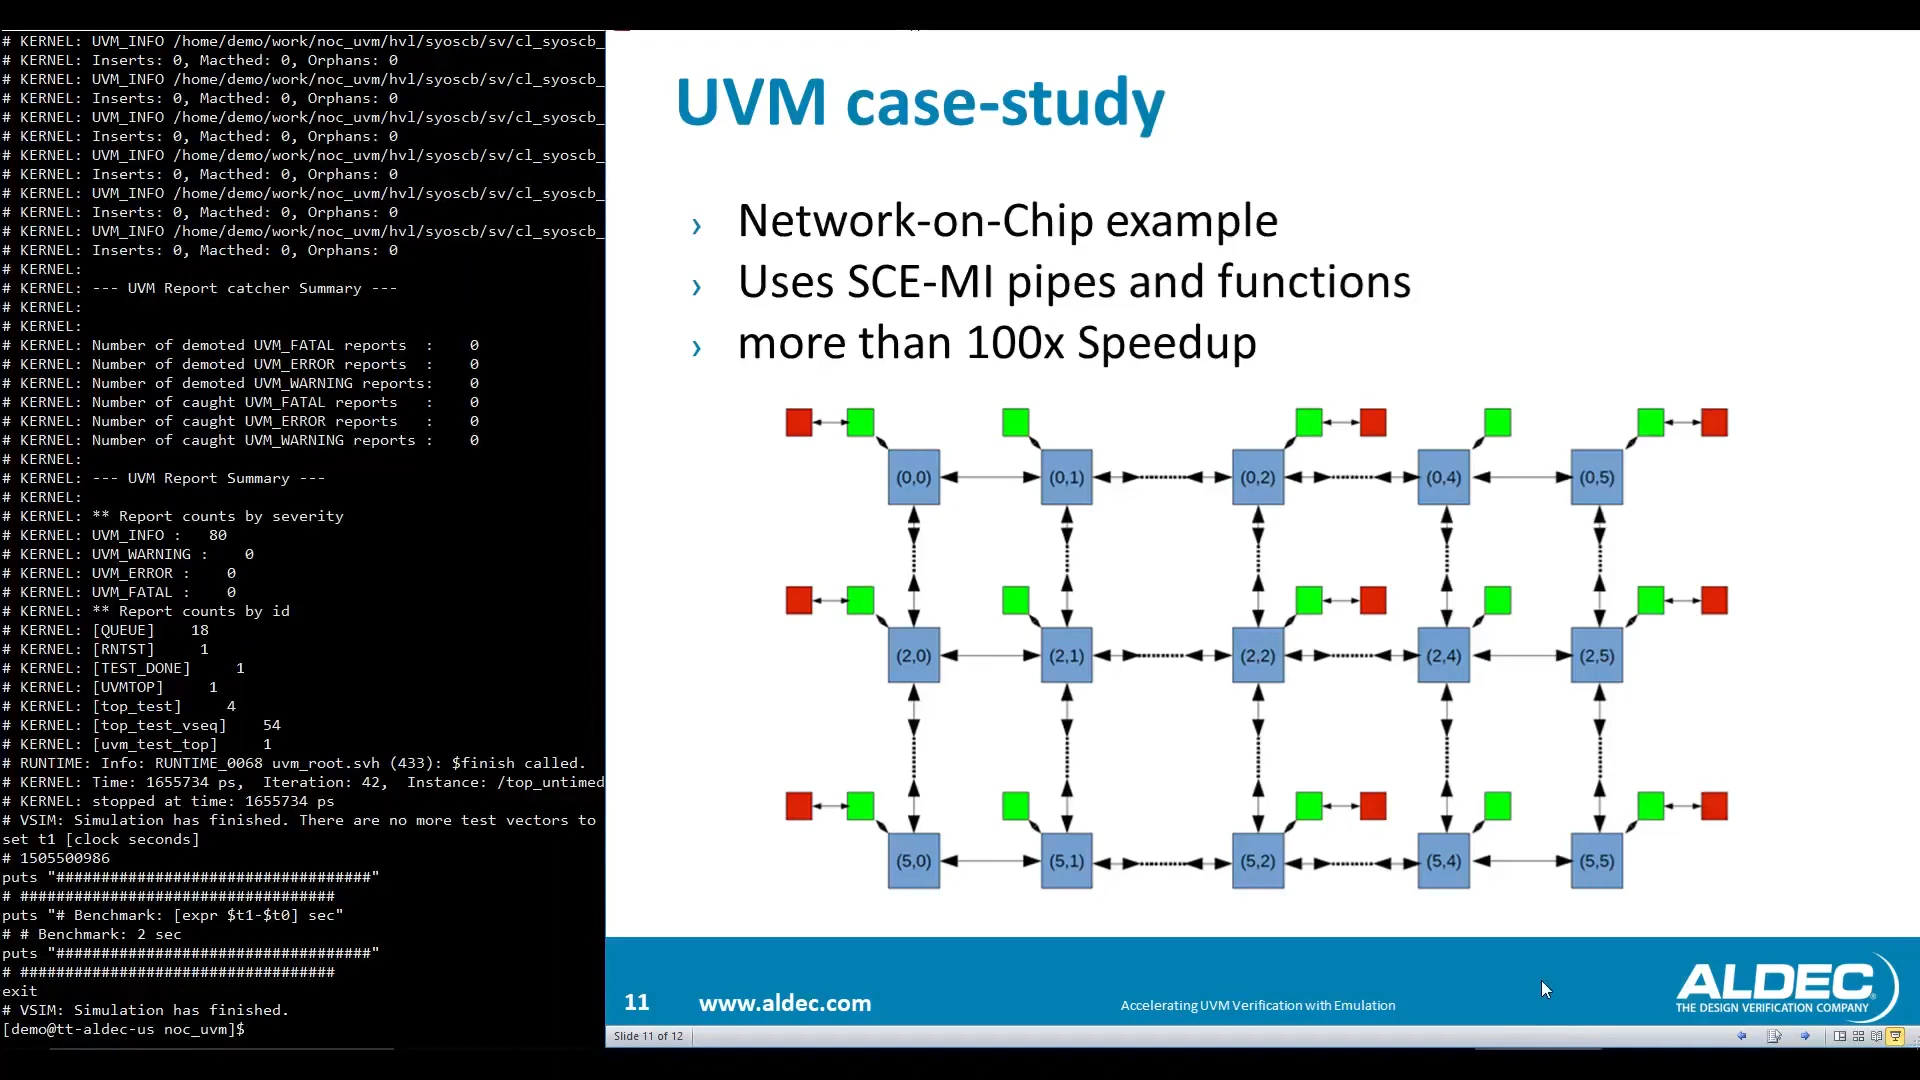 # KERNEL: UVM_INFO /home/demo/work/noc_uvm/hvl/syoscb/sv/cl_syoscb_
# KERNEL: Inserts: 0, Macthed: 0, Orphans: 0
# KERNEL: UVM_INFO /home/demo/work/noc_uvm/hvl/syoscb/sv/cl_syoscb_
# KERNEL: Inserts: 0, Macthed: 0, Orphans: 0
# KERNEL: UVM_INFO /home/demo/work/noc_uvm/hvl/syoscb/sv/cl_syoscb_
# KERNEL: Inserts: 0, Macthed: 0, Orphans: 0
# KERNEL: UVM_INFO /home/demo/work/noc_uvm/hvl/syoscb/sv/cl_syoscb_
# KERNEL: Inserts: 0, Macthed: 0, Orphans: 0
# KERNEL: UVM_INFO /home/demo/work/noc_uvm/hvl/syoscb/sv/cl_syoscb_
# KERNEL: Inserts: 0, Macthed: 0, Orphans: 0
# KERNEL: UVM_INFO /home/demo/work/noc_uvm/hvl/syoscb/sv/cl_syoscb_
# KERNEL: Inserts: 0, Macthed: 0, Orphans: 0
# KERNEL:
# KERNEL: --- UVM Report catcher Summary ---
# KERNEL:
# KERNEL:
# KERNEL: Number of demoted UVM_FATAL reports  :    0
# KERNEL: Number of demoted UVM_ERROR reports  :    0
# KERNEL: Number of demoted UVM_WARNING reports:    0
# KERNEL: Number of caught UVM_FATAL reports   :    0
# KERNEL: Number of caught UVM_ERROR reports   :    0
# KERNEL: Number of caught UVM_WARNING reports :    0
# KERNEL:
# KERNEL: --- UVM Report Summary ---
# KERNEL:
# KERNEL: ** Report counts by severity
# KERNEL: UVM_INFO :   80
# KERNEL: UVM_WARNING :    0
# KERNEL: UVM_ERROR :    0
# KERNEL: UVM_FATAL :    0
# KERNEL: ** Report counts by id
# KERNEL: [QUEUE]    18
# KERNEL: [RNTST]     1
# KERNEL: [TEST_DONE]     1
# KERNEL: [UVMTOP]     1
# KERNEL: [top_test]     4
# KERNEL: [top_test_vseq]    54
# KERNEL: [uvm_test_top]     1
# RUNTIME: Info: RUNTIME_0068 uvm_root.svh (433): $finish called.
# KERNEL: Time: 1655734 ps,  Iteration: 42,  Instance: /top_untimed
# KERNEL: stopped at time: 1655734 ps
# VSIM: Simulation has finished. There are no more test vectors to
set t1 [clock seconds]
# 1505500986
puts "###################################"
# ###################################
puts "# Benchmark: [expr $t1-$t0] sec"
# # Benchmark: 2 sec
puts "###################################"
# ###################################
exit
# VSIM: Simulation has finished.
[demo@tt-aldec-us noc_uvm]$
UVM case-study
› Network-on-Chip example
› Uses SCE-MI pipes and functions
› more than 100x Speedup
(0,0) (0,1) (0,2) (0,4) (0,5)
(2,0) (2,1) (2,2) (2,4) (2,5)
(5,0) (5,1) (5,2) (5,4) (5,5)
11 www.aldec.com Accelerating UVM Verification with Emulation
ALDEC
THE DESIGN VERIFICATION COMPANY
Slide 11 of 12